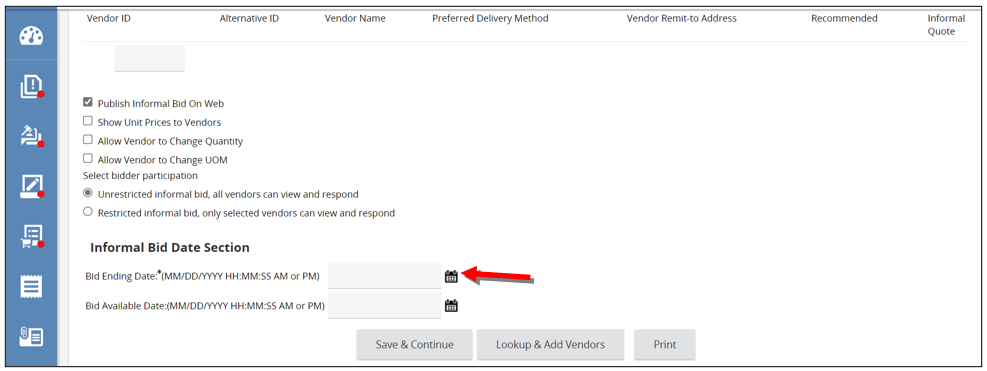 Vendor ID Alternative ID Vendor Name Preferred Delivery Method Vendor Remit-to Address Recommended Informal Quote
Publish Informal Bid On Web
Show Unit Prices to Vendors
Allow Vendor to Change Quantity
Allow Vendor to Change UOM
Select bidder participation
Unrestricted informal bid, all vendors can view and respond
Restricted informal bid, only selected vendors can view and respond
Informal Bid Date Section
Bid Ending Date:*(MM/DD/YYYY HH:MM:SS AM or PM)
Bid Available Date:(MM/DD/YYYY HH:MM:SS AM or PM)
Save & Continue Lookup & Add Vendors Print